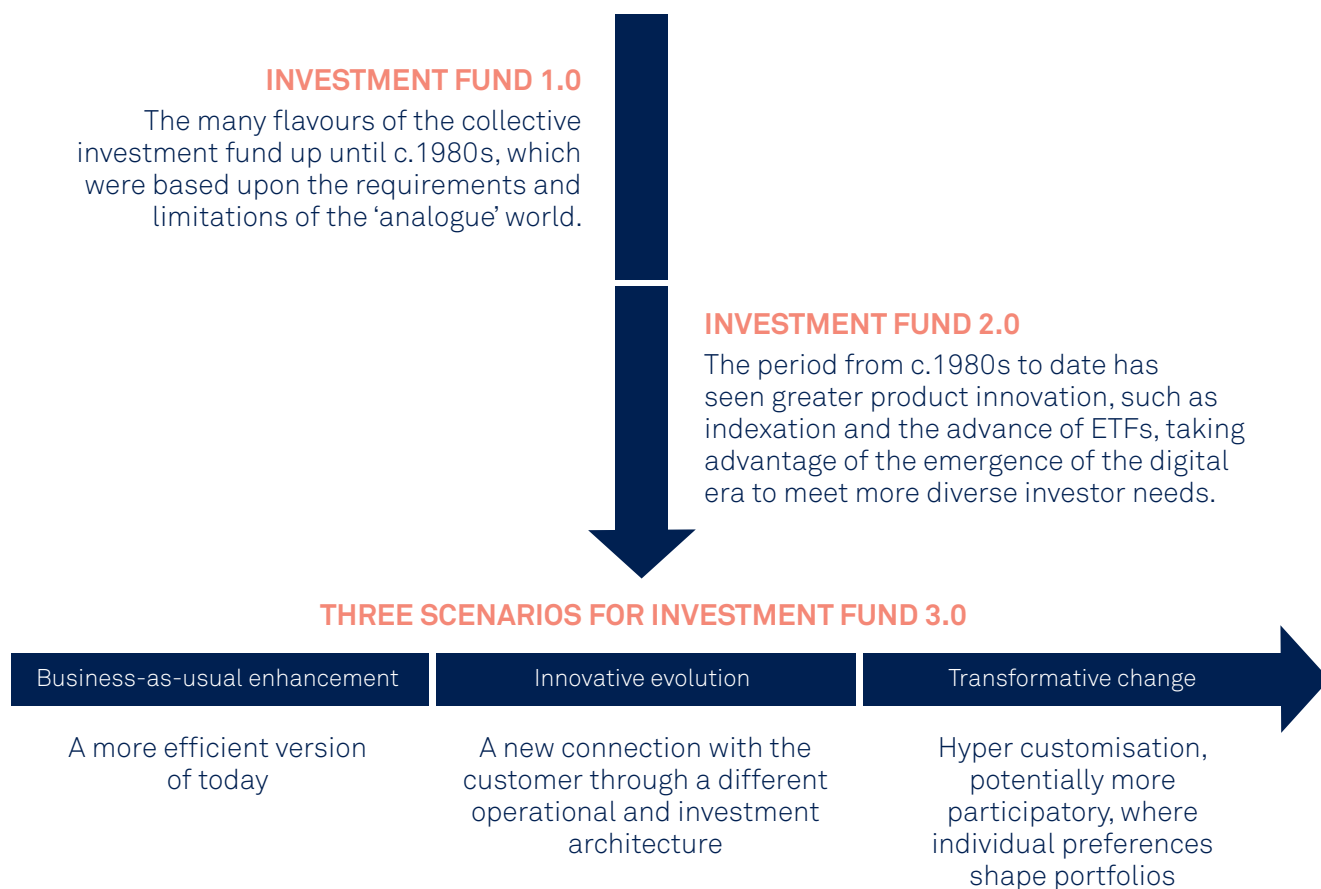 INVESTMENT FUND 1.0
The many flavours of the collective
investment fund up until c.1980s, which
were based upon the requirements and
limitations of the ‘analogue’ world.
INVESTMENT FUND 2.0
The period from c.1980s to date has
seen greater product innovation, such as
indexation and the advance of ETFs, taking
advantage of the emergence of the digital
era to meet more diverse investor needs.
THREE SCENARIOS FOR INVESTMENT FUND 3.0
Business-as-usual enhancement
A more efficient version
of today
Innovative evolution
A new connection with the
customer through a different
operational and investment
architecture
Transformative change
Hyper customisation,
potentially more
participatory, where
individual preferences
shape portfolios